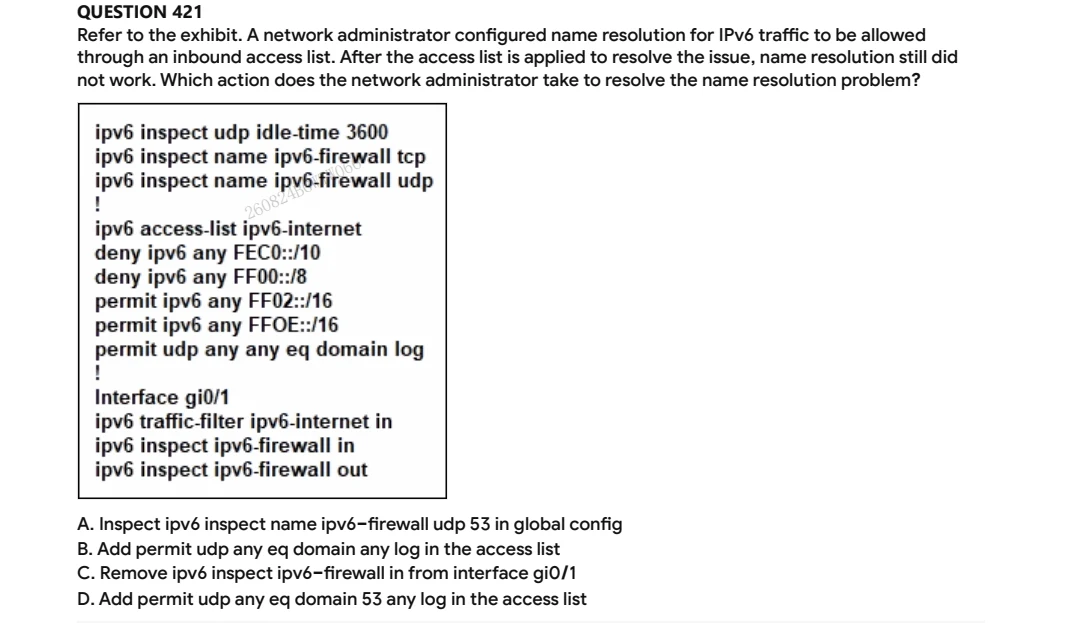 QUESTION 421
Refer to the exhibit. A network administrator configured name resolution for IPv6 traffic to be allowed
through an inbound access list. After the access list is applied to resolve the issue, name resolution still did
not work. Which action does the network administrator take to resolve the name resolution problem?
ipv6 inspect udp idle-time 3600
ipv6 inspect name ipv6-firewall tcp
ipv6 inspect name ipv6-firewall udp
!
ipv6 access-list ipv6-internet
deny ipv6 any FEC0::/10
deny ipv6 any FF00::/8
permit ipv6 any FF02::/16
permit ipv6 any FFOE::/16
permit udp any any eq domain log
!
Interface gi0/1
ipv6 traffic-filter ipv6-internet in
ipv6 inspect ipv6-firewall in
ipv6 inspect ipv6-firewall out
A. Inspect ipv6 inspect name ipv6-firewall udp 53 in global config
B. Add permit udp any eq domain any log in the access list
C. Remove ipv6 inspect ipv6-firewall in from interface gi0/1
D. Add permit udp any eq domain 53 any log in the access list